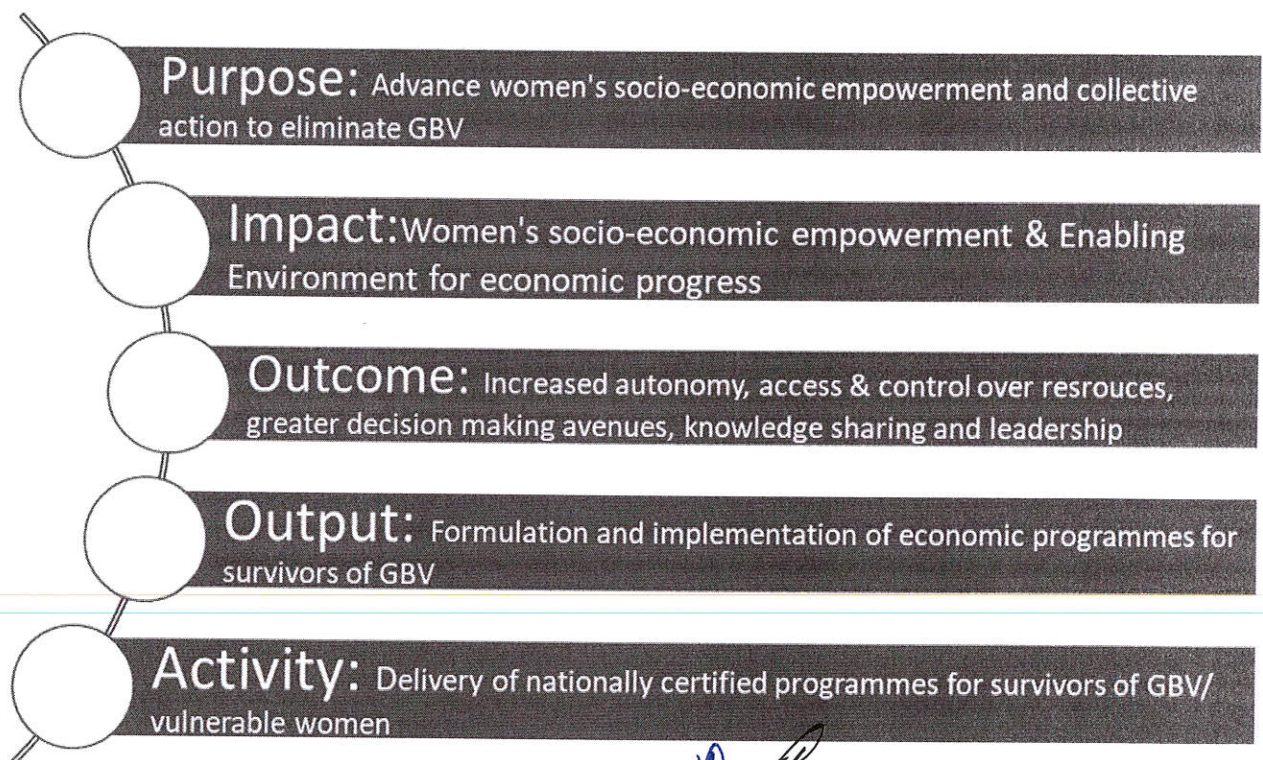 Purpose: Advance women's socio-economic empowerment and collective
action to eliminate GBV
Impact:Women's socio-economic empowerment & Enabling
Environment for economic progress
Outcome: Increased autonomy, access & control over resrouces,
greater decision making avenues, knowledge sharing and leadership
Output: Formulation and implementation of economic programmes for
survivors of GBV
Activity: Delivery of nationally certified programmes for survivors of GBV/
vulnerable women